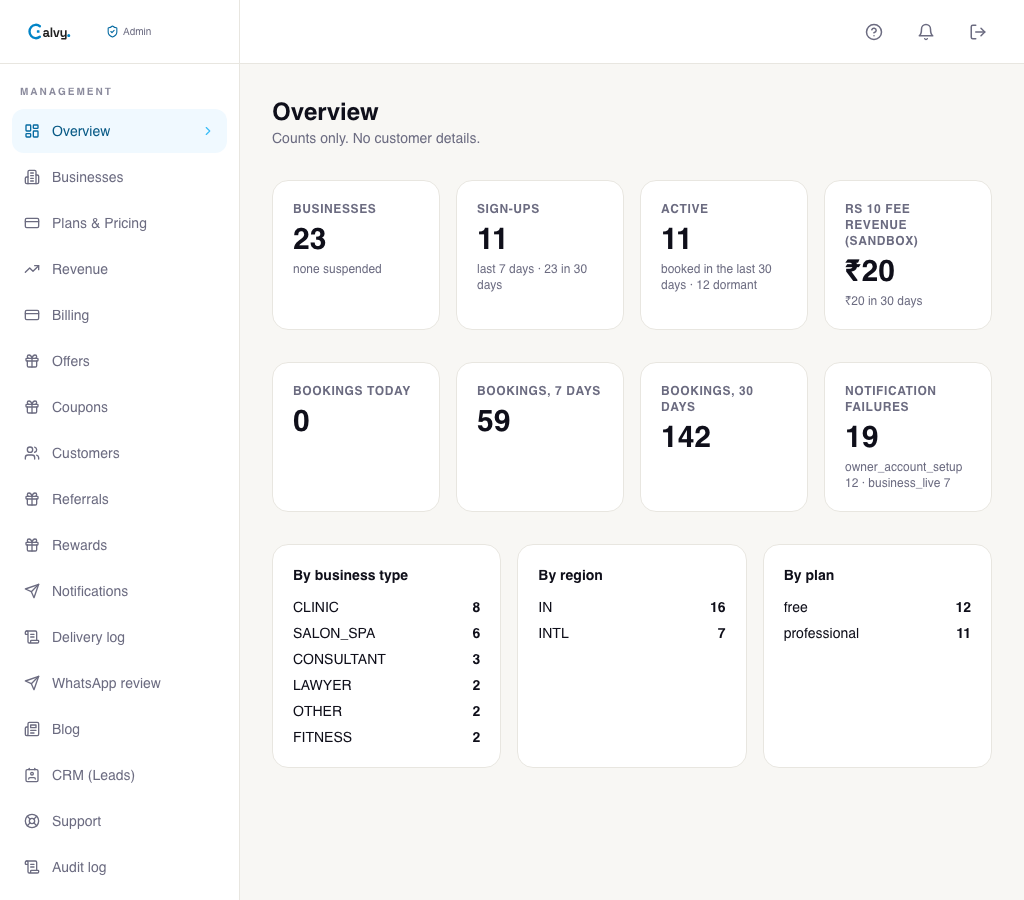 Calvy.
Admin
MANAGEMENT
Overview
Businesses
Plans & Pricing
Revenue
Billing
Offers
Coupons
Customers
Referrals
Rewards
Notifications
Delivery log
WhatsApp review
Blog
CRM (Leads)
Support
Audit log
Overview
Counts only. No customer details.
BUSINESSES
23
none suspended
SIGN-UPS
11
last 7 days · 23 in 30
days
ACTIVE
11
booked in the last 30
days · 12 dormant
RS 10 FEE
REVENUE
(SANDBOX)
₹20
₹20 in 30 days
BOOKINGS TODAY
0
BOOKINGS, 7 DAYS
59
BOOKINGS, 30
DAYS
142
NOTIFICATION
FAILURES
19
owner_account_setup
12 · business_live 7
By business type
CLINIC 8
SALON_SPA 6
CONSULTANT 3
LAWYER 2
OTHER 2
FITNESS 2
By region
IN 16
INTL 7
By plan
free 12
professional 11